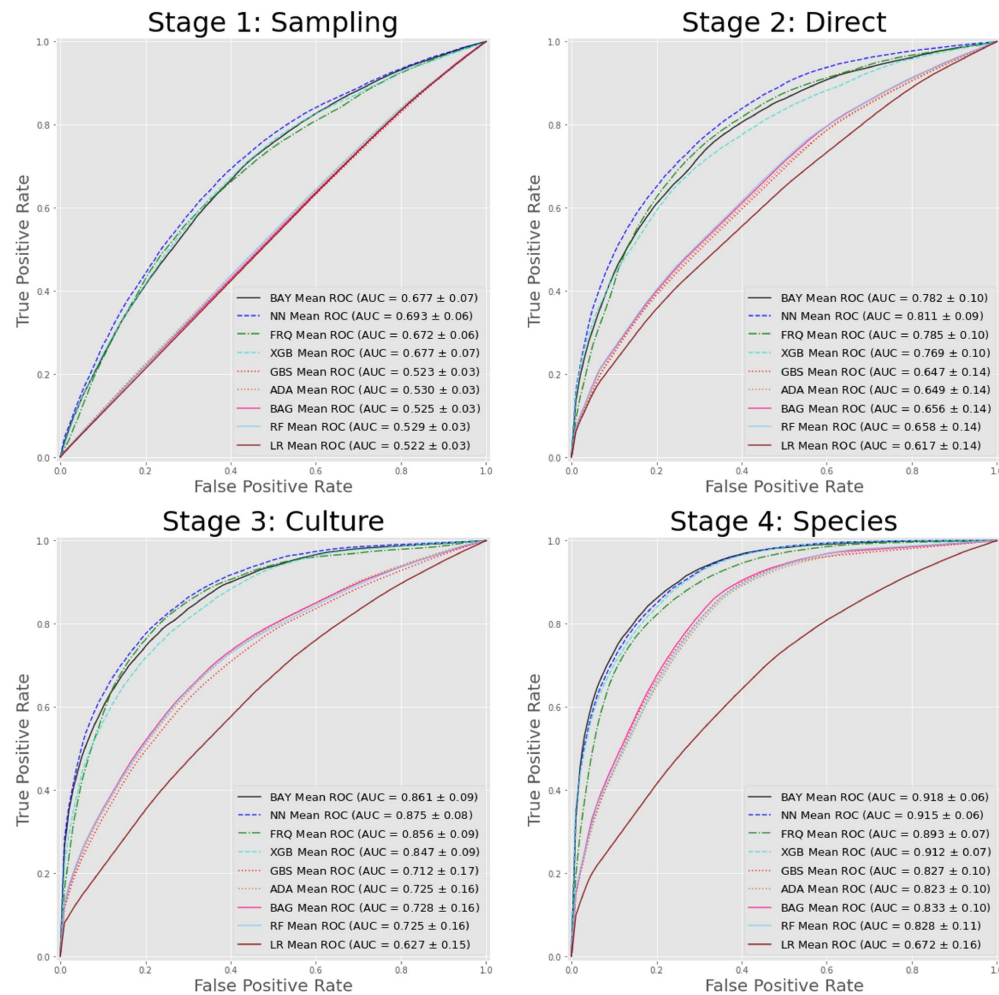 Stage 1: Sampling
1.0
0.8
0.6
0.4
0.2
0.0
True Positive Rate
BAY Mean ROC (AUC = 0.677 ± 0.07)
NN Mean ROC (AUC = 0.693 ± 0.06)
FRQ Mean ROC (AUC = 0.672 ± 0.06)
XGB Mean ROC (AUC = 0.677 ± 0.07)
GBS Mean ROC (AUC = 0.523 ± 0.03)
ADA Mean ROC (AUC = 0.530 ± 0.03)
BAG Mean ROC (AUC = 0.525 ± 0.03)
RF Mean ROC (AUC = 0.529 ± 0.03)
LR Mean ROC (AUC = 0.522 ± 0.03)
0.0 0.2 0.4 0.6 0.8 1.0
False Positive Rate
Stage 2: Direct
1.0
0.8
0.6
0.4
0.2
0.0
True Positive Rate
BAY Mean ROC (AUC = 0.782 ± 0.10)
NN Mean ROC (AUC = 0.811 ± 0.09)
FRQ Mean ROC (AUC = 0.785 ± 0.10)
XGB Mean ROC (AUC = 0.769 ± 0.10)
GBS Mean ROC (AUC = 0.647 ± 0.14)
ADA Mean ROC (AUC = 0.649 ± 0.14)
BAG Mean ROC (AUC = 0.656 ± 0.14)
RF Mean ROC (AUC = 0.658 ± 0.14)
LR Mean ROC (AUC = 0.617 ± 0.14)
0.0 0.2 0.4 0.6 0.8 1.0
False Positive Rate
Stage 3: Culture
1.0
0.8
0.6
0.4
0.2
0.0
True Positive Rate
BAY Mean ROC (AUC = 0.861 ± 0.09)
NN Mean ROC (AUC = 0.875 ± 0.08)
FRQ Mean ROC (AUC = 0.856 ± 0.09)
XGB Mean ROC (AUC = 0.847 ± 0.09)
GBS Mean ROC (AUC = 0.712 ± 0.17)
ADA Mean ROC (AUC = 0.725 ± 0.16)
BAG Mean ROC (AUC = 0.728 ± 0.16)
RF Mean ROC (AUC = 0.725 ± 0.16)
LR Mean ROC (AUC = 0.627 ± 0.15)
0.0 0.2 0.4 0.6 0.8 1.0
False Positive Rate
Stage 4: Species
1.0
0.8
0.6
0.4
0.2
0.0
True Positive Rate
BAY Mean ROC (AUC = 0.918 ± 0.06)
NN Mean ROC (AUC = 0.915 ± 0.06)
FRQ Mean ROC (AUC = 0.893 ± 0.07)
XGB Mean ROC (AUC = 0.912 ± 0.07)
GBS Mean ROC (AUC = 0.827 ± 0.10)
ADA Mean ROC (AUC = 0.823 ± 0.10)
BAG Mean ROC (AUC = 0.833 ± 0.10)
RF Mean ROC (AUC = 0.828 ± 0.11)
LR Mean ROC (AUC = 0.672 ± 0.16)
0.0 0.2 0.4 0.6 0.8 1.0
False Positive Rate